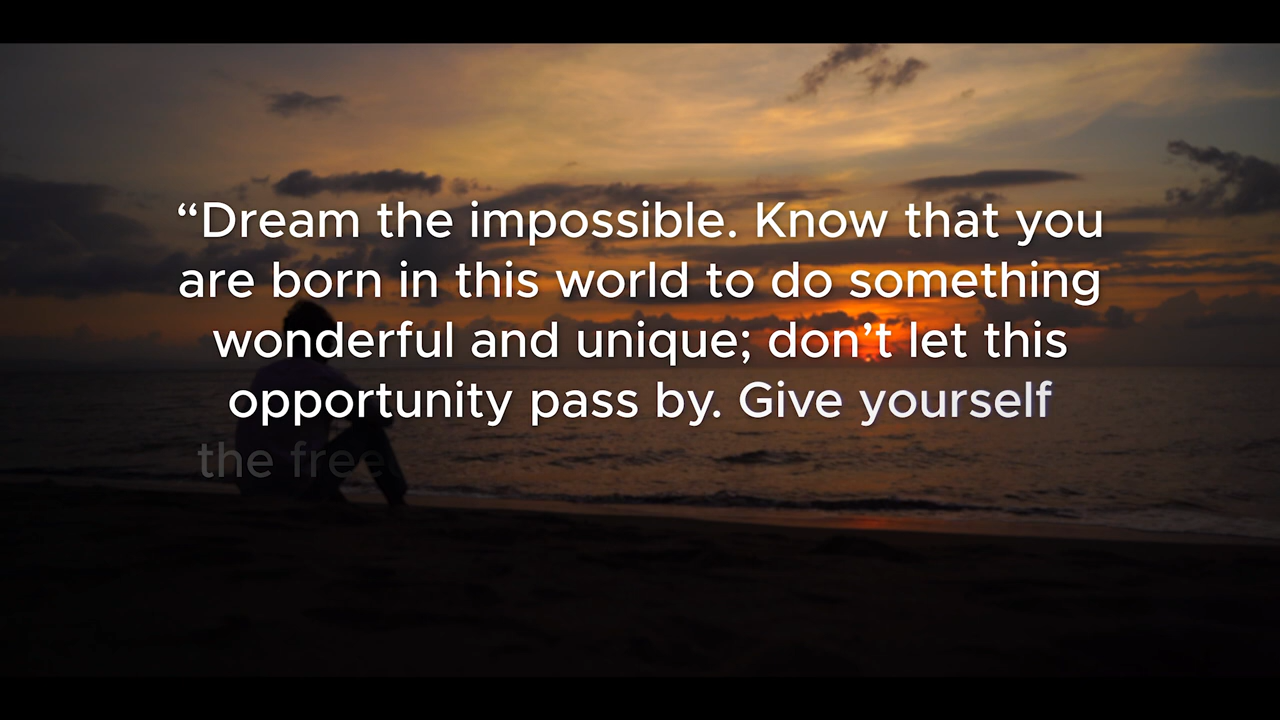 “Dream the impossible. Know that you
are born in this world to do something
wonderful and unique; don’t let this
opportunity pass by. Give yourself
the free